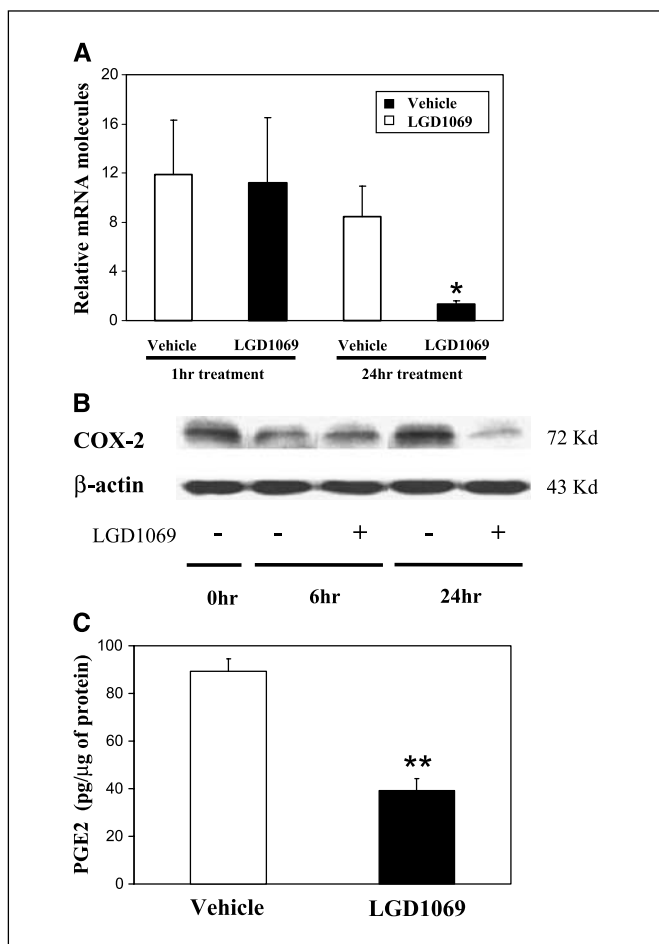 A
20
16
12
8
4
0
Relative mRNA molecules
Vehicle
LGD1069
Vehicle LGD1069 Vehicle LGD1069
1hr treatment 24hr treatment
*
B
COX-2 72 Kd
β-actin 43 Kd
LGD1069 - - + - +
0hr 6hr 24hr
C
100
80
60
40
20
0
PGE2 (pg/μg of protein)
**
Vehicle LGD1069